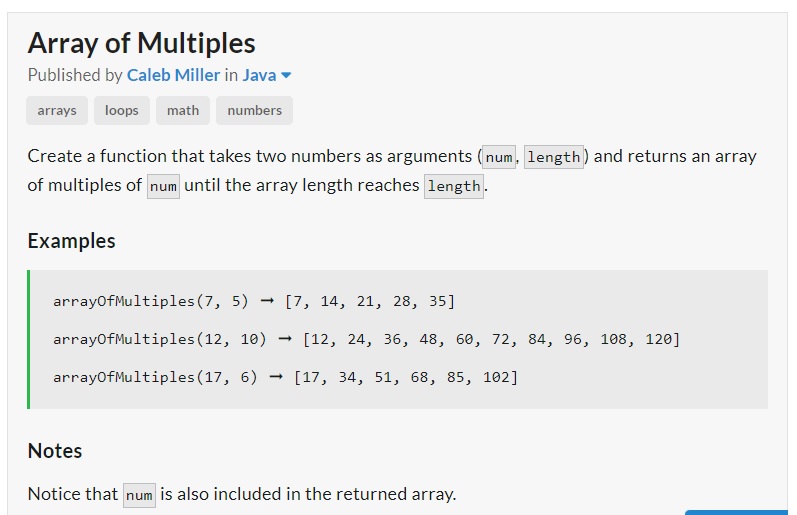 Array of Multiples
Published by Caleb Miller in Java
arrays loops math numbers
Create a function that takes two numbers as arguments (num, length) and returns an array
of multiples of num until the array length reaches length.
Examples
arrayOfMultiples(7, 5) ➞ [7, 14, 21, 28, 35]
arrayOfMultiples(12, 10) ➞ [12, 24, 36, 48, 60, 72, 84, 96, 108, 120]
arrayOfMultiples(17, 6) ➞ [17, 34, 51, 68, 85, 102]
Notes
Notice that num is also included in the returned array.